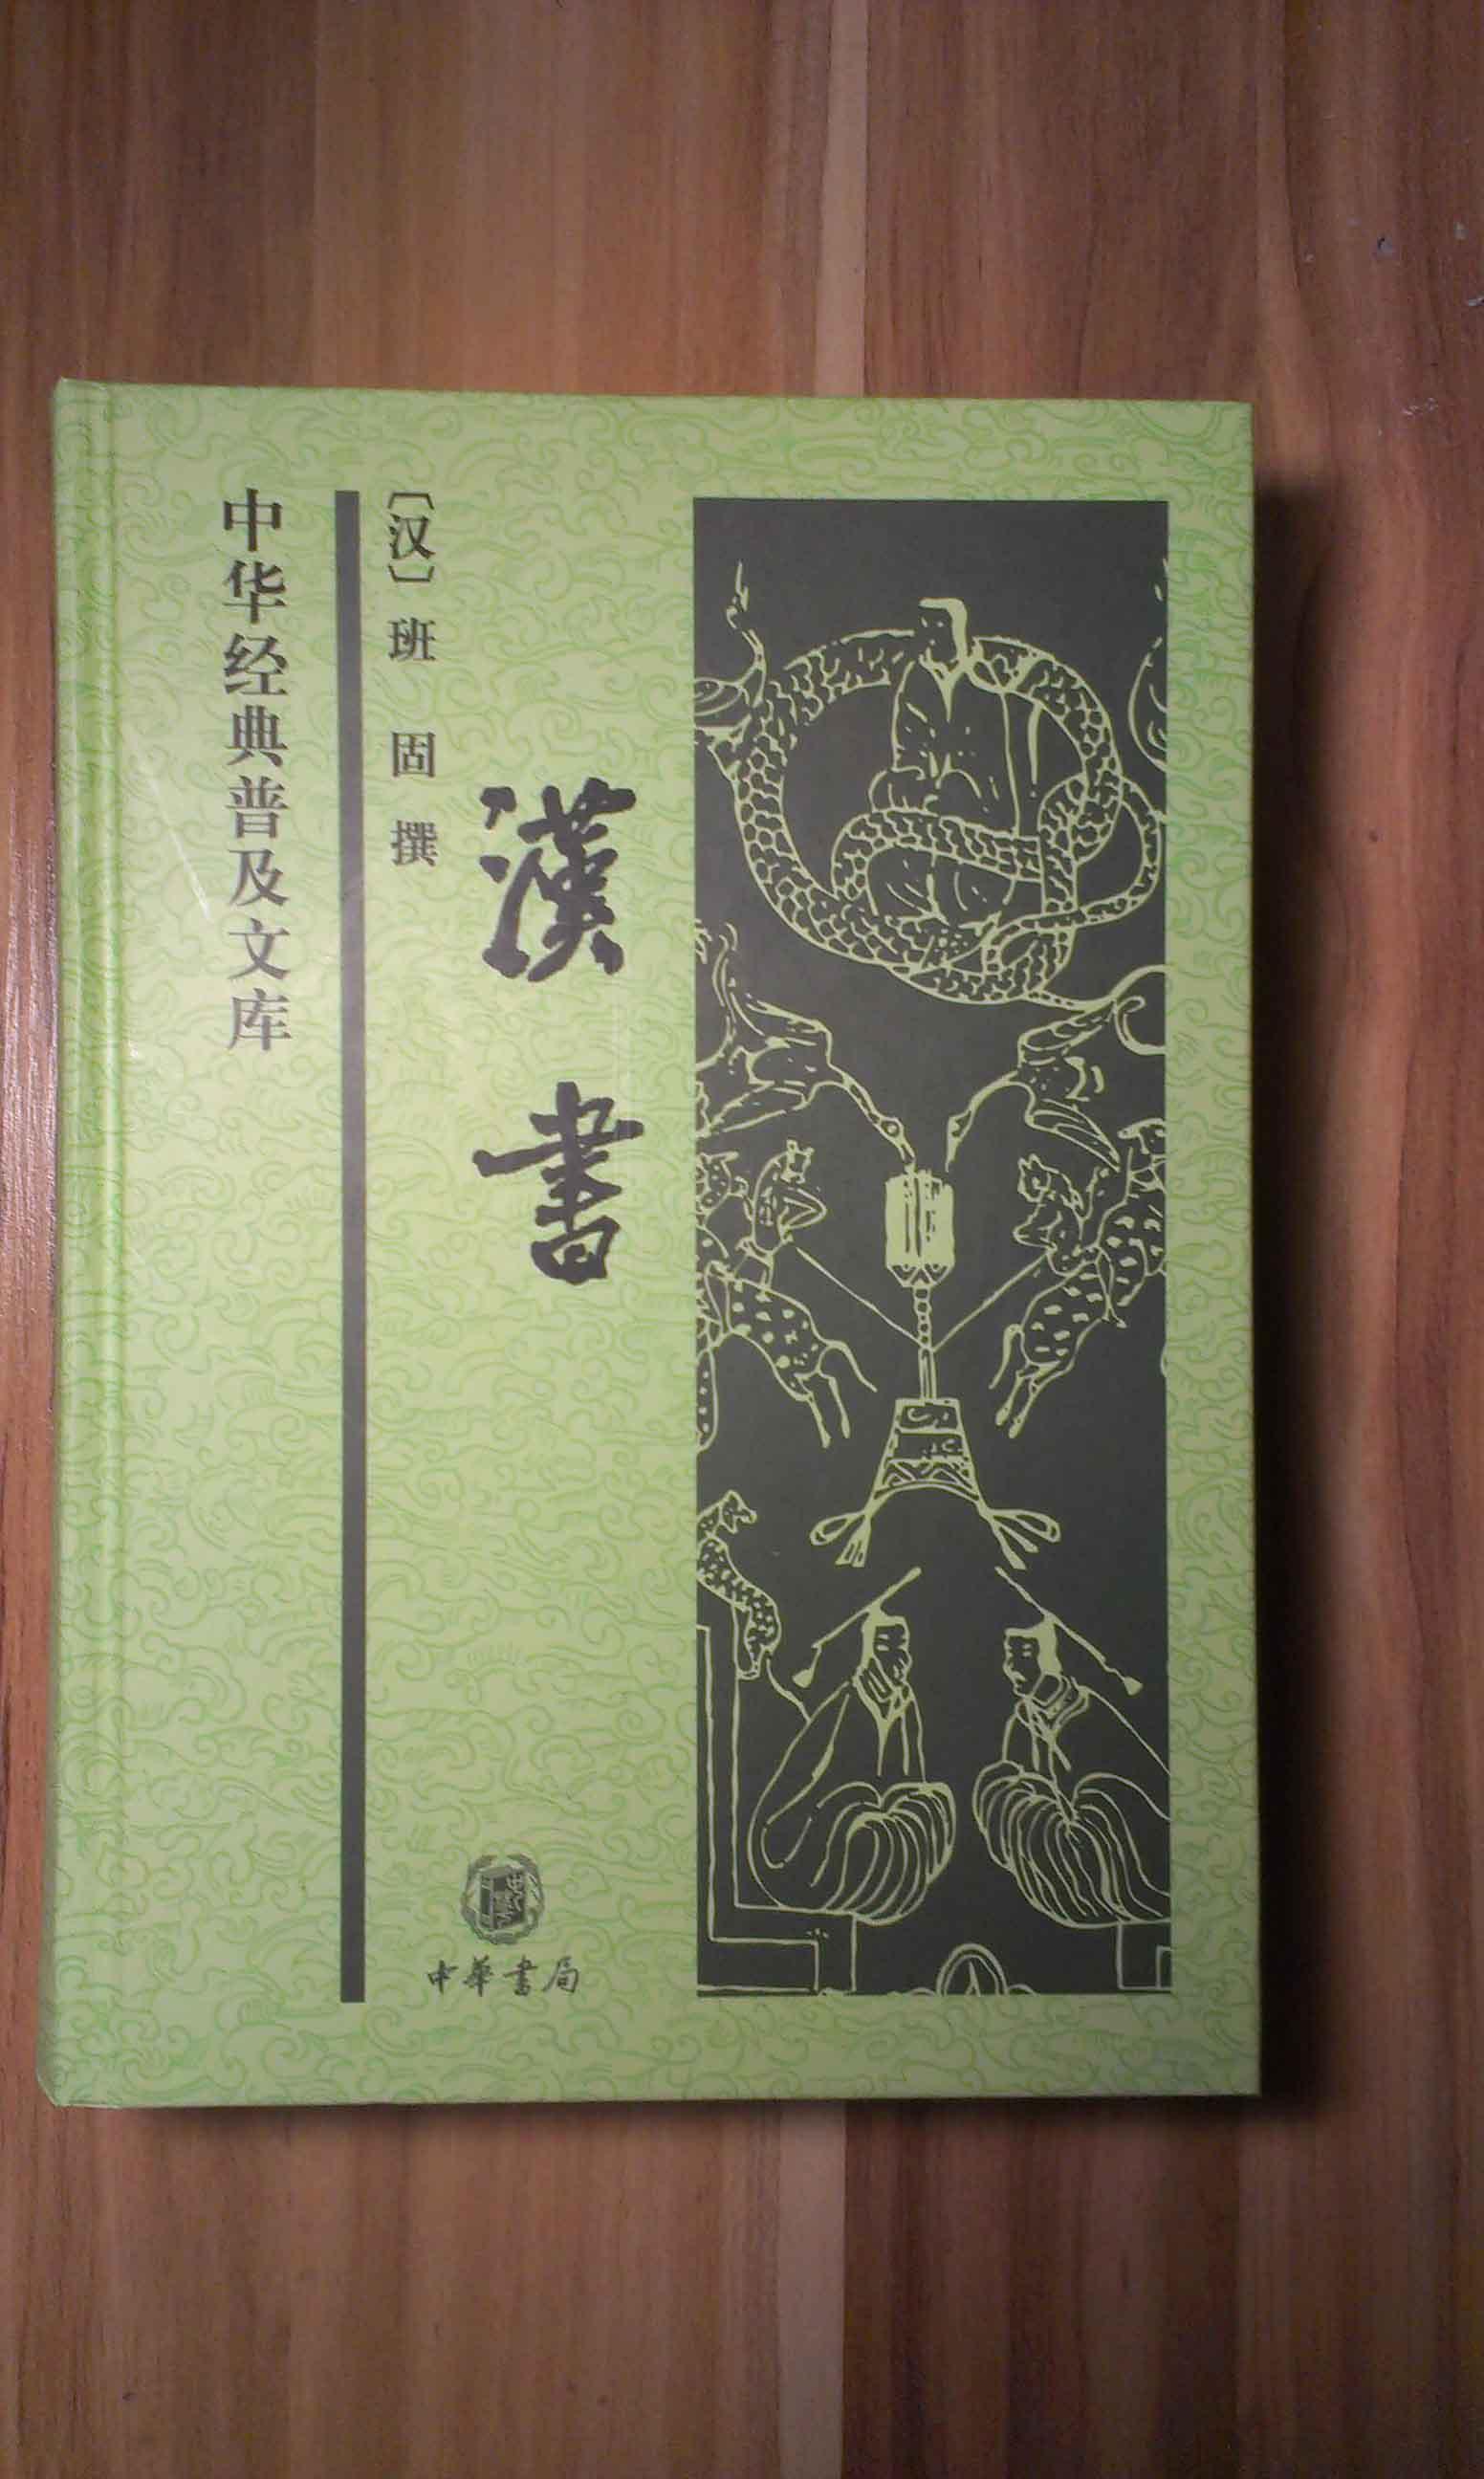 中华经典普及文库
〔汉〕班 固 撰
漢書
中華書局